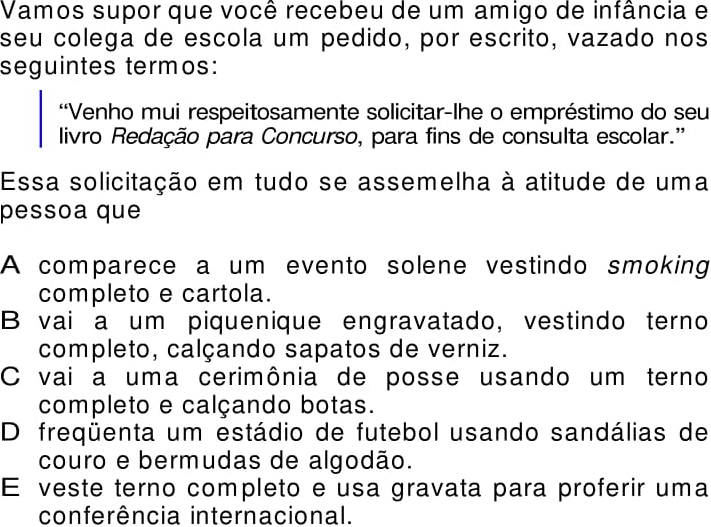 Vamos supor que você recebeu de um amigo de infância e
seu colega de escola um pedido, por escrito, vazado nos
seguintes termos:
“Venho mui respeitosamente solicitar-lhe o empréstimo do seu
livro Redação para Concurso, para fins de consulta escolar.”
Essa solicitação em tudo se assemelha à atitude de uma
pessoa que
A comparece a um evento solene vestindo smoking
completo e cartola.
B vai a um piquenique engravatado, vestindo terno
completo, calçando sapatos de verniz.
C vai a uma cerimônia de posse usando um terno
completo e calçando botas.
D freqüenta um estádio de futebol usando sandálias de
couro e bermudas de algodão.
E veste terno completo e usa gravata para proferir uma
conferência internacional.